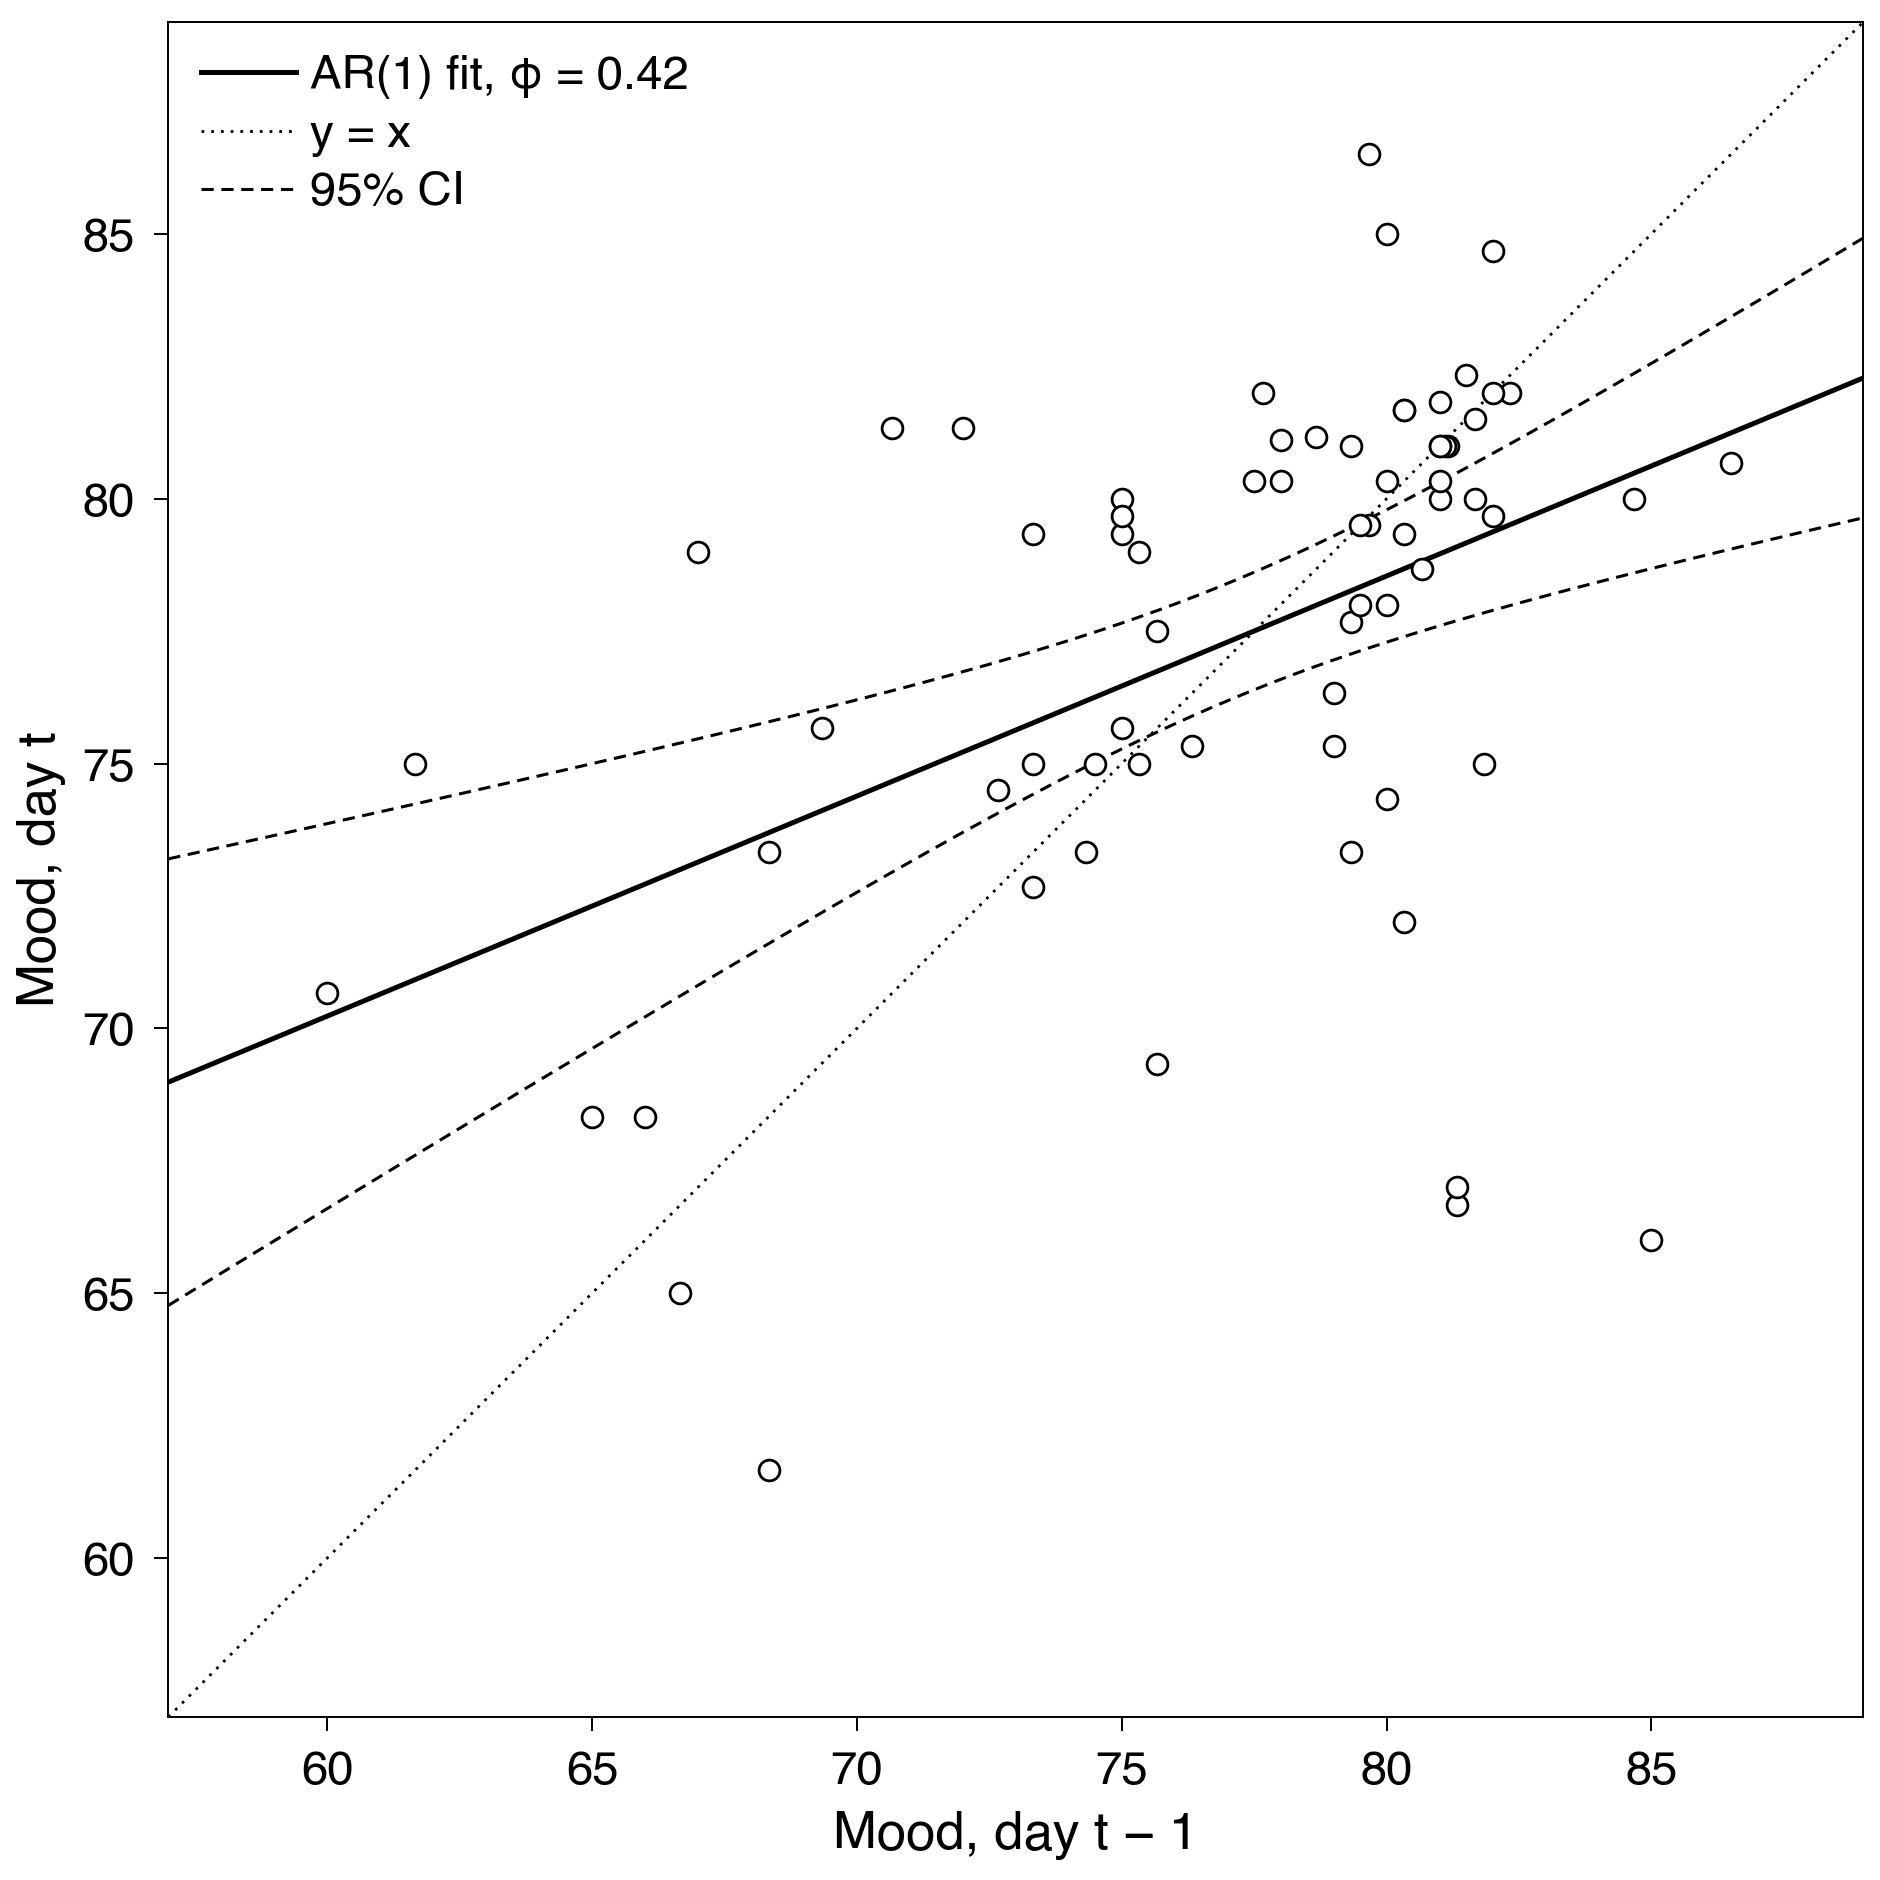 AR(1) fit, ϕ = 0.42
y = x
95% CI
85
80
75
70
65
60
Mood, day t
60 65 70 75 80 85
Mood, day t − 1